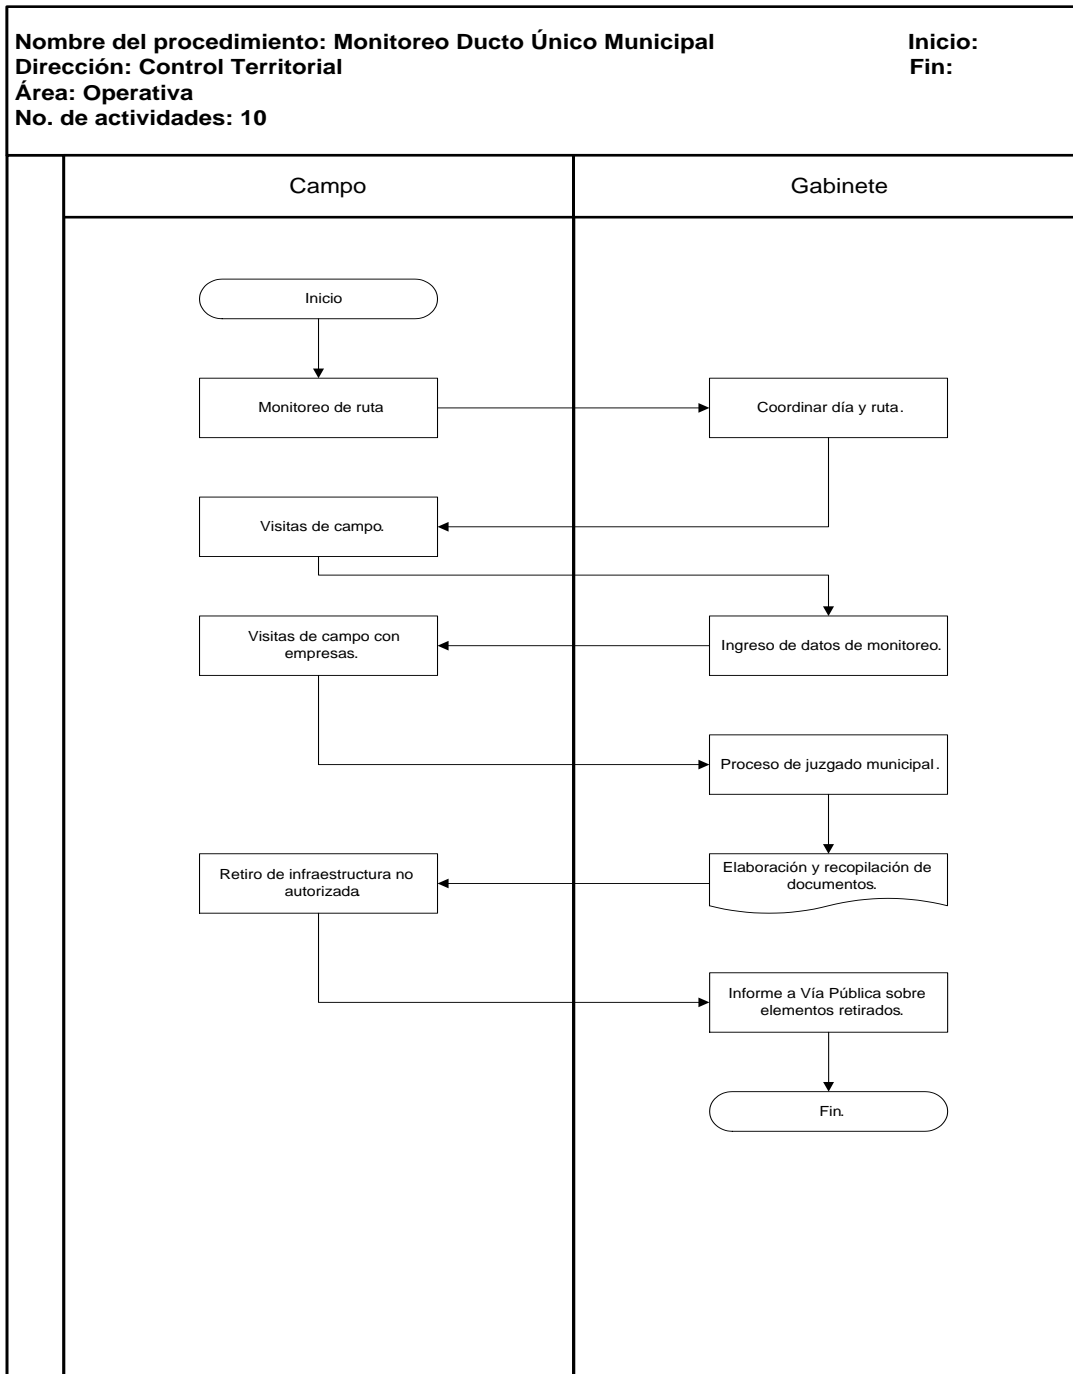 Nombre del procedimiento: Monitoreo Ducto Único Municipal
Inicio:
Dirección: Control Territorial
Fin:
Área: Operativa
No. de actividades: 10
Campo
Gabinete
Inicio
Monitoreo de ruta
Coordinar día y ruta.
Visitas de campo.
Visitas de campo con
empresas.
Ingreso de datos de monitoreo.
Proceso de juzgado municipal.
Retiro de infraestructura no
autorizada.
Elaboración y recopilación de
documentos.
Informe a Vía Pública sobre
elementos retirados.
Fin.